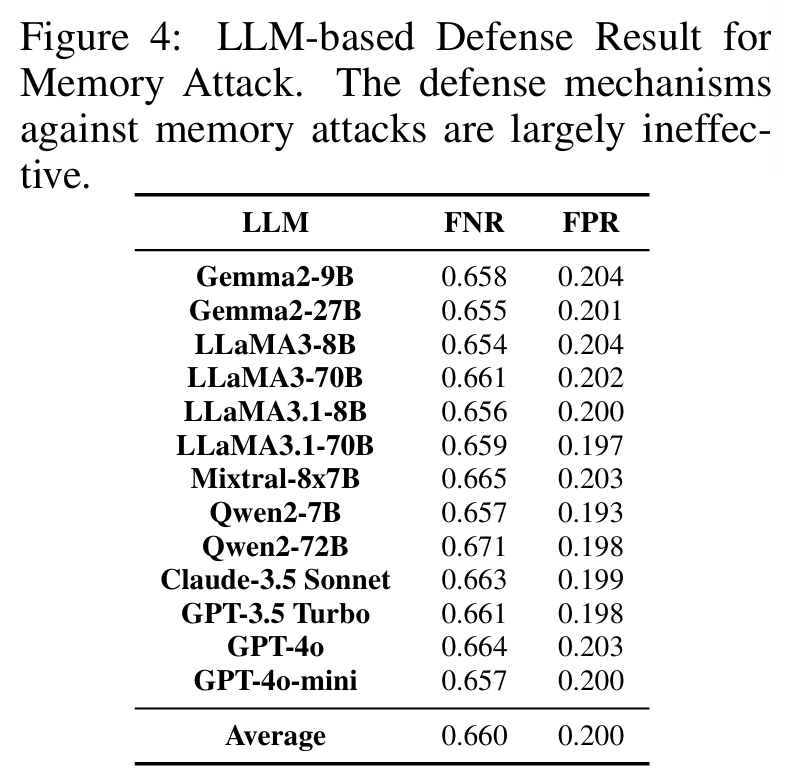 Figure 4: LLM-based Defense Result for
Memory Attack. The defense mechanisms
against memory attacks are largely ineffec-
tive.
LLM FNR FPR
Gemma2-9B 0.658 0.204
Gemma2-27B 0.655 0.201
LLaMA3-8B 0.654 0.204
LLaMA3-70B 0.661 0.202
LLaMA3.1-8B 0.656 0.200
LLaMA3.1-70B 0.659 0.197
Mixtral-8x7B 0.665 0.203
Qwen2-7B 0.657 0.193
Qwen2-72B 0.671 0.198
Claude-3.5 Sonnet 0.663 0.199
GPT-3.5 Turbo 0.661 0.198
GPT-4o 0.664 0.203
GPT-4o-mini 0.657 0.200
Average 0.660 0.200